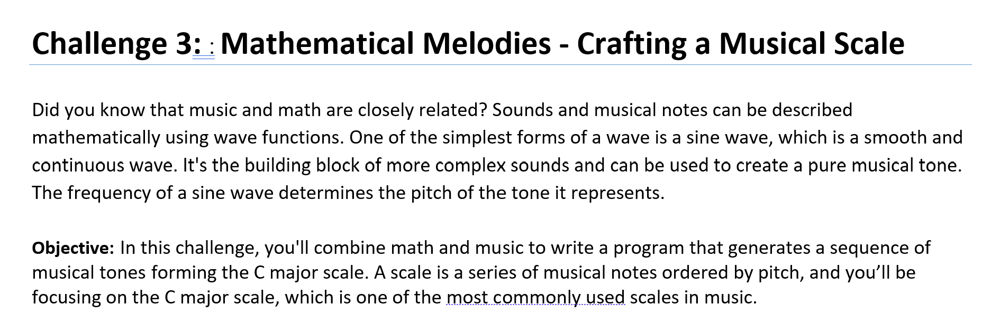 Challenge 3: : Mathematical Melodies - Crafting a Musical Scale
Did you know that music and math are closely related? Sounds and musical notes can be described
mathematically using wave functions. One of the simplest forms of a wave is a sine wave, which is a smooth and
continuous wave. It's the building block of more complex sounds and can be used to create a pure musical tone.
The frequency of a sine wave determines the pitch of the tone it represents.
Objective: In this challenge, you'll combine math and music to write a program that generates a sequence of
musical tones forming the C major scale. A scale is a series of musical notes ordered by pitch, and you’ll be
focusing on the C major scale, which is one of the most commonly used scales in music.